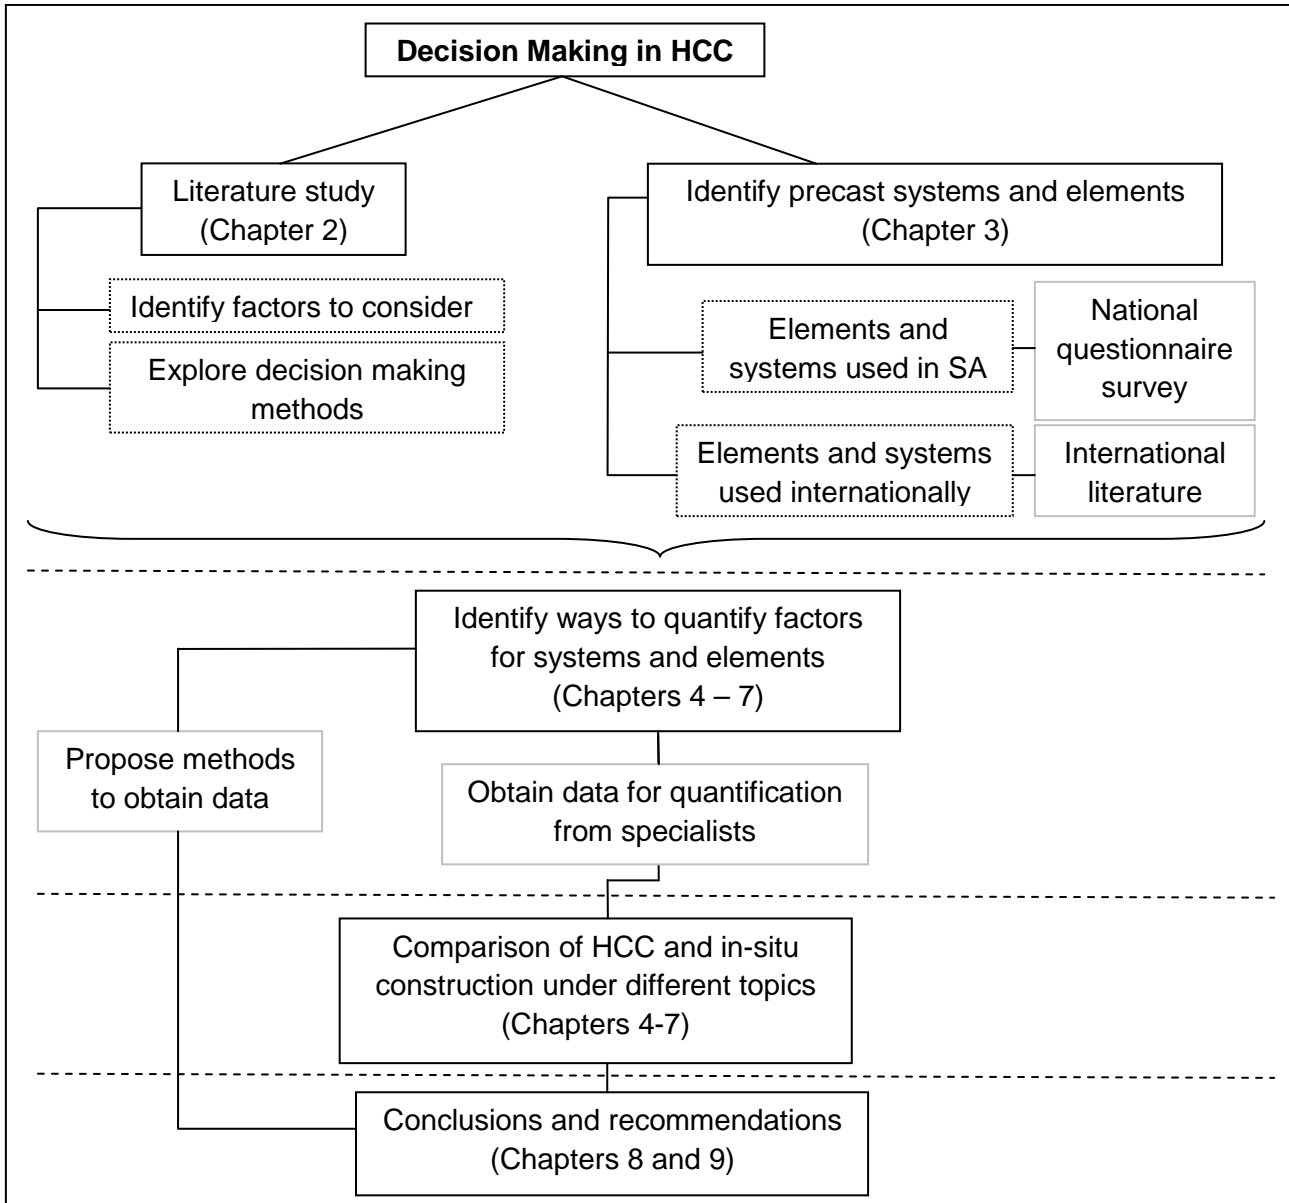 Decision Making in HCC
Literature study
(Chapter 2)
Identify factors to consider
Explore decision making
methods
Identify precast systems and elements
(Chapter 3)
Elements and
systems used in SA
National
questionnaire
survey
Elements and systems
used internationally
International
literature
Identify ways to quantify factors
for systems and elements
(Chapters 4 – 7)
Propose methods
to obtain data
Obtain data for quantification
from specialists
Comparison of HCC and in-situ
construction under different topics
(Chapters 4-7)
Conclusions and recommendations
(Chapters 8 and 9)